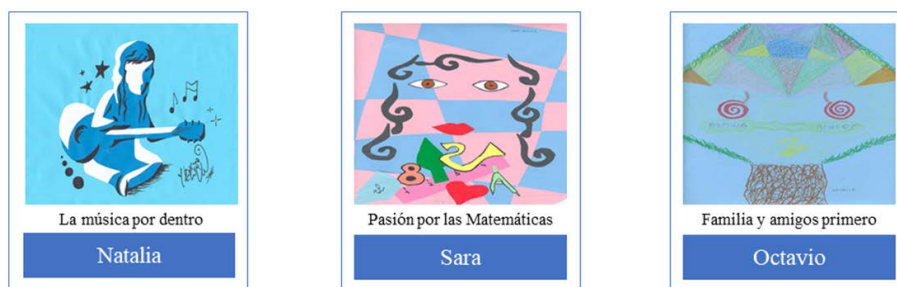 La música por dentro
Natalia
Pasión por las Matemáticas
Sara
Familia y amigos primero
Octavio